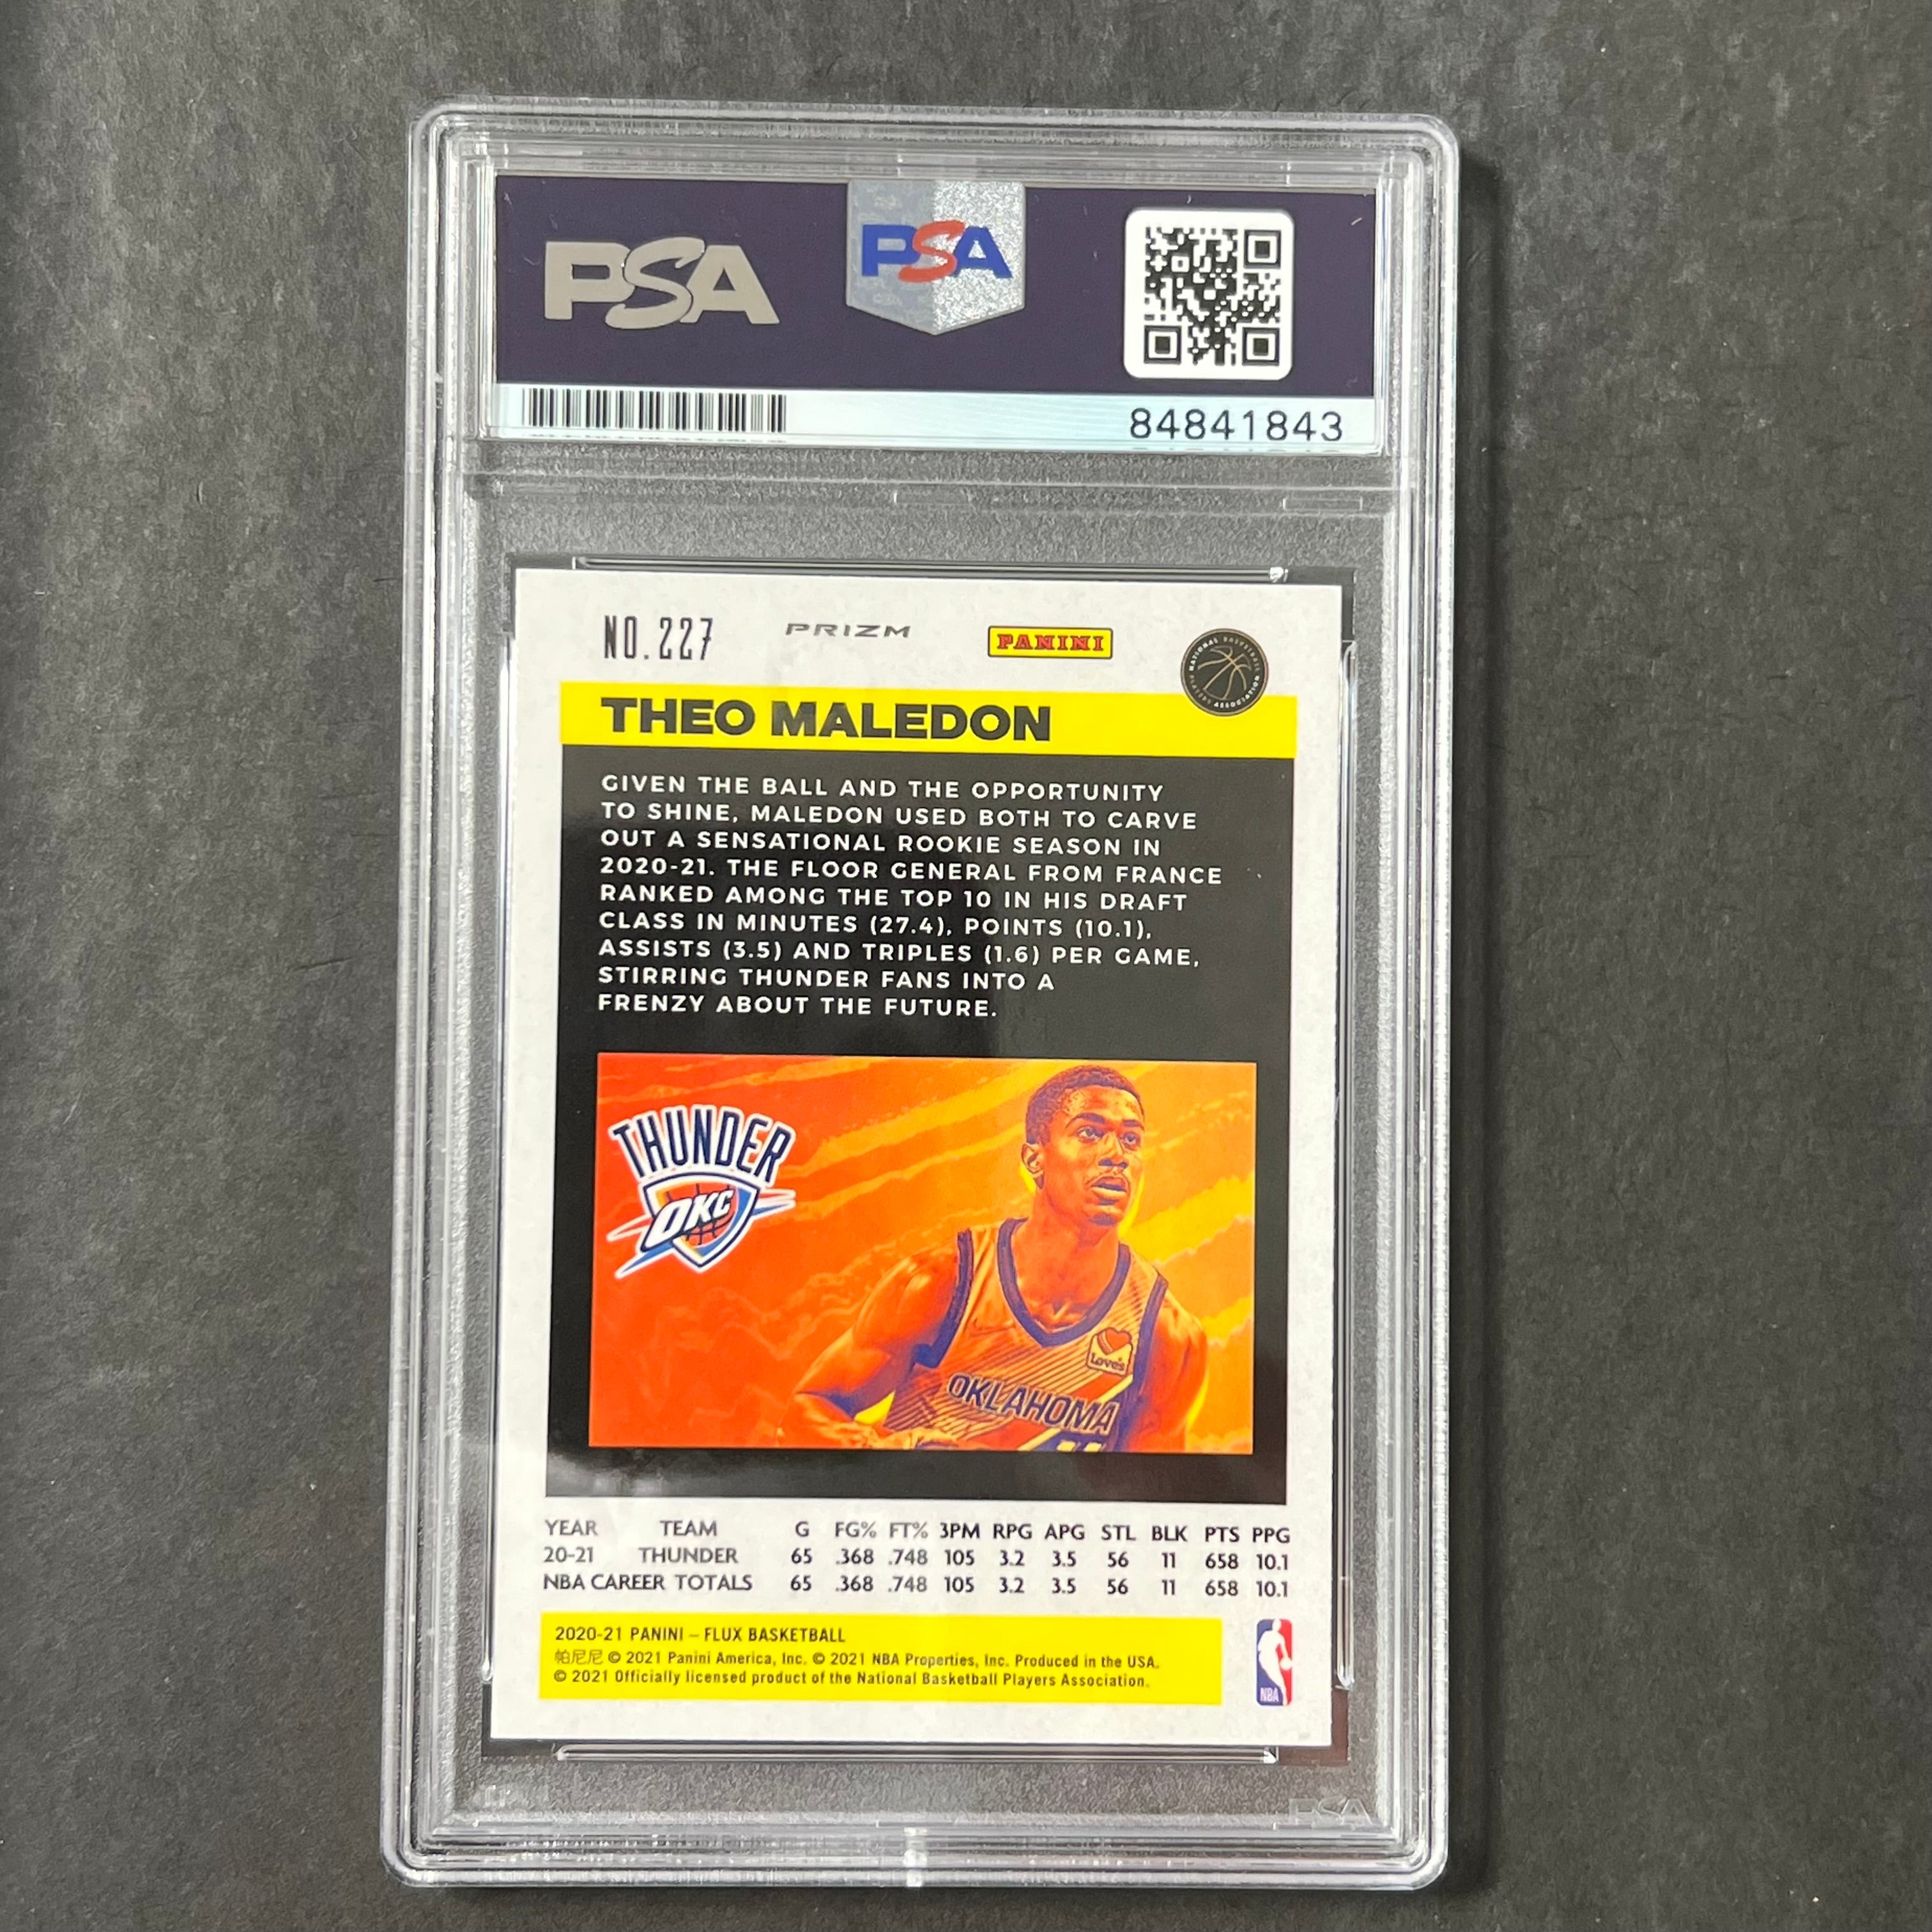 PSA
PSA
84841843
NO.227 PRIZM PANINI
THEO MALEDON
GIVEN THE BALL AND THE OPPORTUNITY
TO SHINE, MALEDON USED BOTH TO CARVE
OUT A SENSATIONAL ROOKIE SEASON IN
2020-21. THE FLOOR GENERAL FROM FRANCE
RANKED AMONG THE TOP 10 IN HIS DRAFT
CLASS IN MINUTES (27.4), POINTS (10.1),
ASSISTS (3.5) AND TRIPLES (1.6) PER GAME,
STIRRING THUNDER FANS INTO A
FRENZY ABOUT THE FUTURE.
THUNDER
OKC
Love's
OKLAHOMA
YEAR TEAM G FG% FT% 3PM RPG APG STL BLK PTS PPG
20-21 THUNDER 65 .368 .748 105 3.2 3.5 56 11 658 10.1
NBA CAREER TOTALS 65 .368 .748 105 3.2 3.5 56 11 658 10.1
2020-21 PANINI – FLUX BASKETBALL
帕尼尼 © 2021 Panini America, Inc. © 2021 NBA Properties, Inc. Produced in the USA.
© 2021 Officially licensed product of the National Basketball Players Association.
NBA
PSA